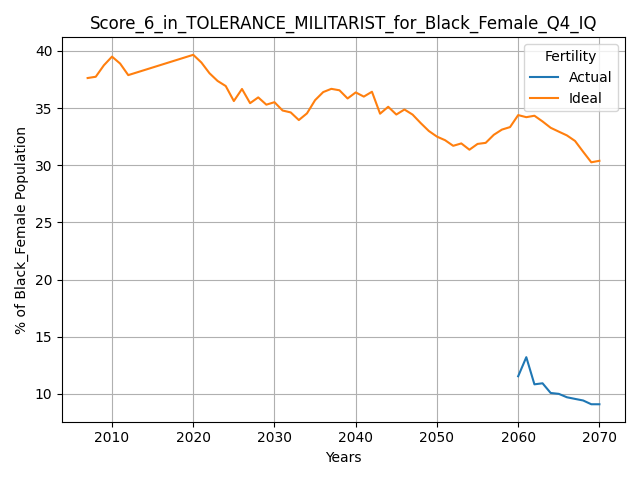 Score_6_in_TOLERANCE_MILITARIST_for_Black_Female_Q4_IQ
Fertility
Actual
Ideal
% of Black_Female Population
40
35
30
25
20
15
10
2010
2020
2030
2040
2050
2060
2070
Years